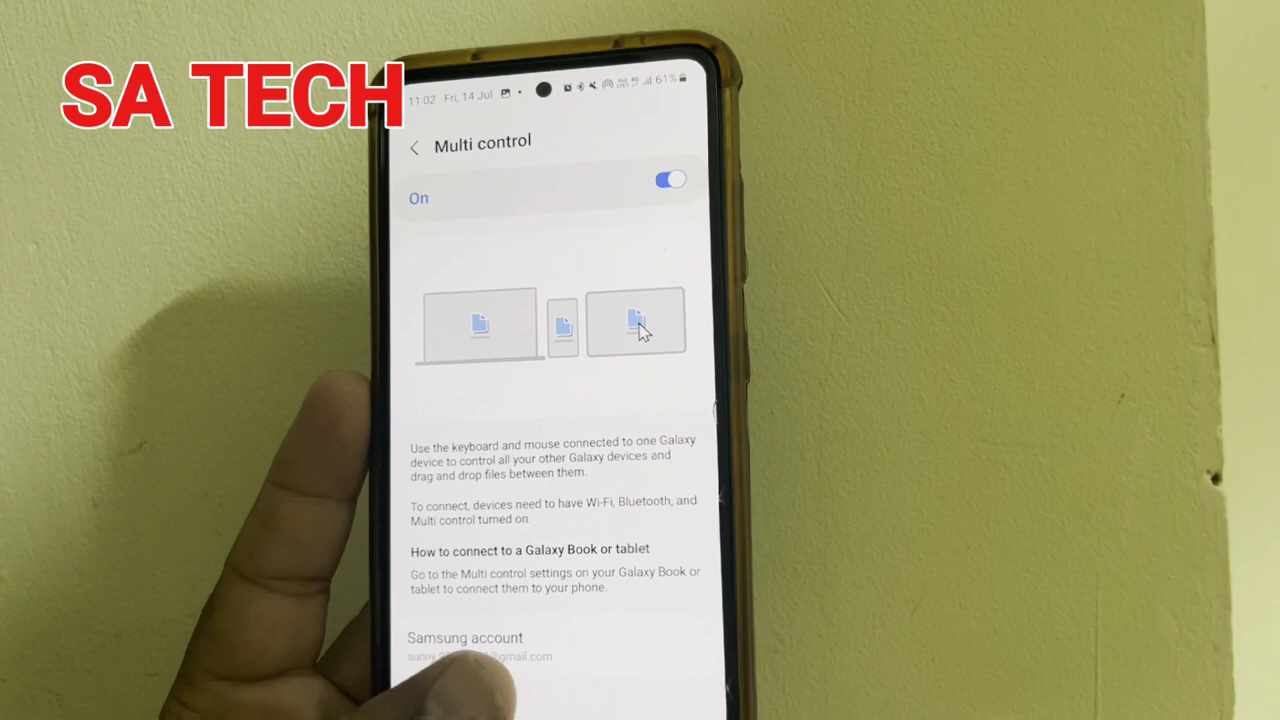 SA TECH
11:02 Fri, 14 Jul 61%
Multi control
On
Use the keyboard and mouse connected to one Galaxy
device to control all your other Galaxy devices and
drag and drop files between them.
To connect, devices need to have Wi-Fi, Bluetooth, and
Multi control turned on.
How to connect to a Galaxy Book or tablet
Go to the Multi control settings on your Galaxy Book or
tablet to connect them to your phone.
Samsung account
@gmail.com